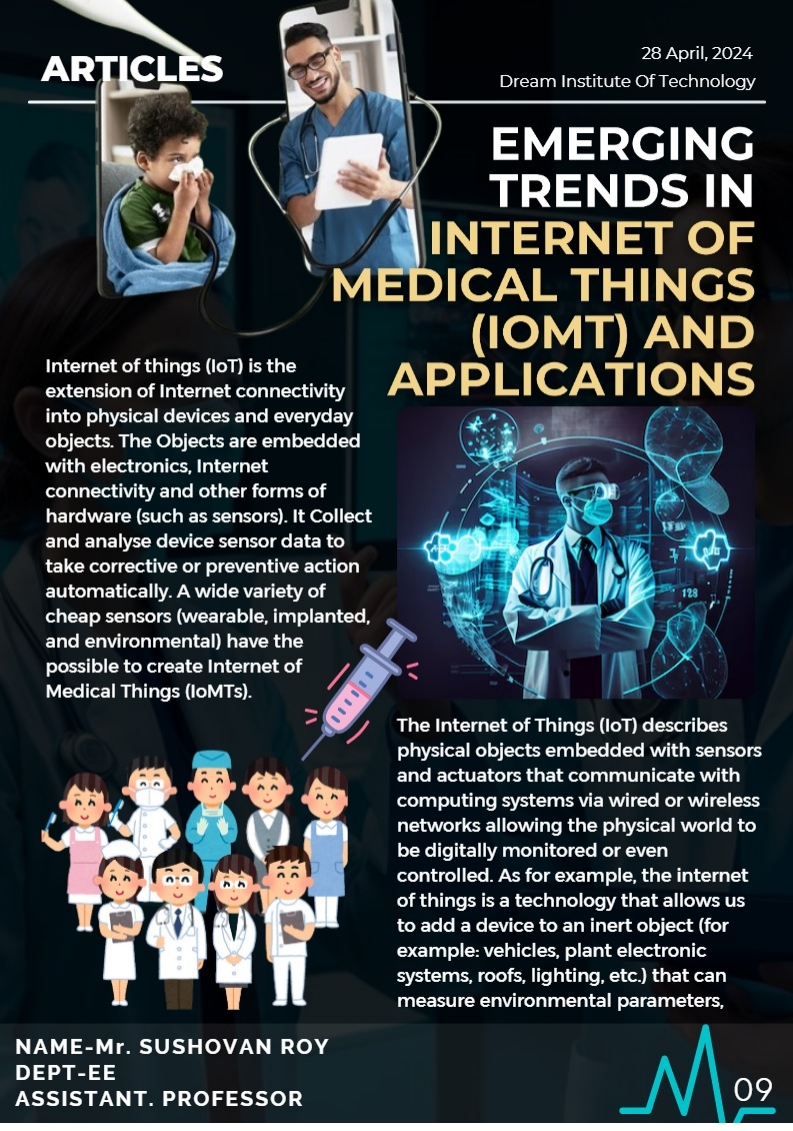 ARTICLES
28 April, 2024
Dream Institute Of Technology
EMERGING
TRENDS IN
INTERNET OF
MEDICAL THINGS
(IOMT) AND
APPLICATIONS
Internet of things (IoT) is the
extension of Internet connectivity
into physical devices and everyday
objects. The Objects are embedded
with electronics, Internet
connectivity and other forms of
hardware (such as sensors). It Collect
and analyse device sensor data to
take corrective or preventive action
automatically. A wide variety of
cheap sensors (wearable, implanted,
and environmental) have the
possible to create Internet of
Medical Things (IoMTs).
128
The Internet of Things (IoT) describes
physical objects embedded with sensors
and actuators that communicate with
computing systems via wired or wireless
networks allowing the physical world to
be digitally monitored or even
controlled. As for example, the internet
of things is a technology that allows us
to add a device to an inert object (for
example: vehicles, plant electronic
systems, roofs, lighting, etc.) that can
measure environmental parameters,
NAME-Mr. SUSHOVAN ROY
DEPT-EE
ASSISTANT. PROFESSOR
09